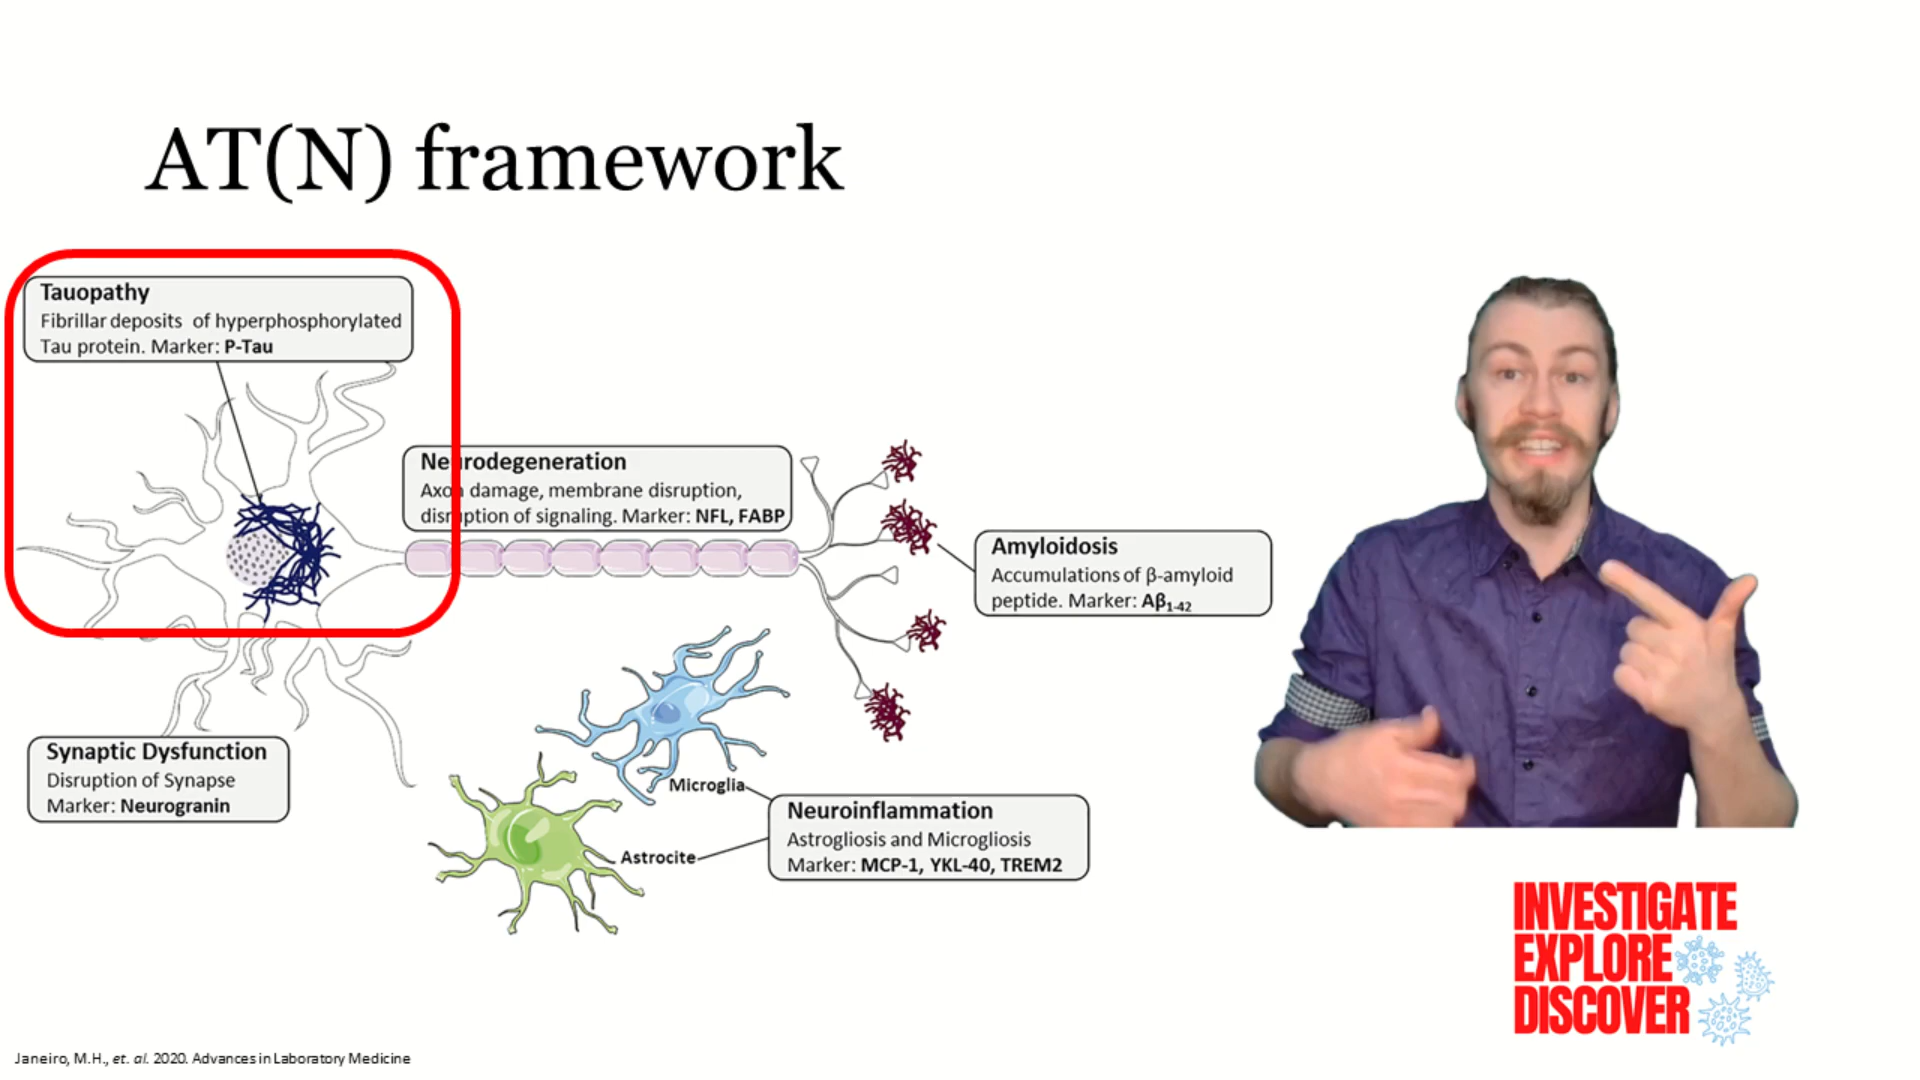 AT(N) framework
Tauopathy
Fibrillar deposits of hyperphosphorylated
Tau protein. Marker: P-Tau
Neurodegeneration
Axon damage, membrane disruption,
disruption of signaling. Marker: NFL, FABP
Amyloidosis
Accumulations of β-amyloid
peptide. Marker: Aβ1-42
Synaptic Dysfunction
Disruption of Synapse
Marker: Neurogranin
Microglia
Astrocite
Neuroinflammation
Astrogliosis and Microgliosis
Marker: MCP-1, YKL-40, TREM2
INVESTIGATE
EXPLORE
DISCOVER
Janeiro, M.H., et. al. 2020. Advances in Laboratory Medicine